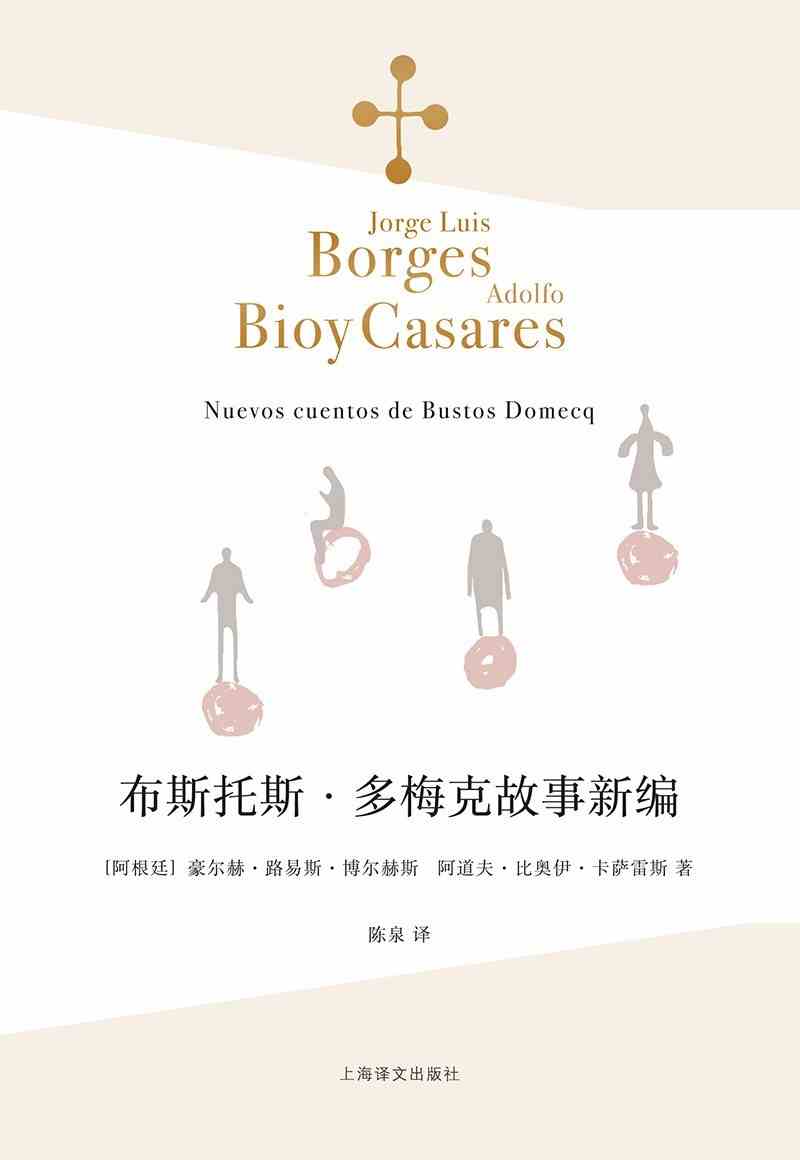 Jorge Luis
Borges
Adolfo
Bioy Casares
Nuevos cuentos de Bustos Domecq
布斯托斯·多梅克故事新编
[阿根廷] 豪尔赫·路易斯·博尔赫斯 阿道夫·比奥伊·卡萨雷斯 著
陈泉 译
上海译文出版社